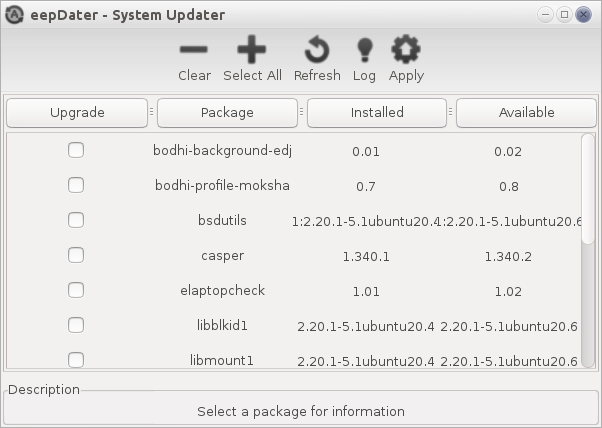 eepDater - System Updater
Clear Select All Refresh Log Apply
Upgrade Package Installed Available
bodhi-background-edj 0.01 0.02
bodhi-profile-moksha 0.7 0.8
bsdutils 1:2.20.1-5.1ubuntu20.4 1:2.20.1-5.1ubuntu20.6
casper 1.340.1 1.340.2
elaptopcheck 1.01 1.02
libblkid1 2.20.1-5.1ubuntu20.4 2.20.1-5.1ubuntu20.6
libmount1 2.20.1-5.1ubuntu20.4 2.20.1-5.1ubuntu20.6
Description
Select a package for information